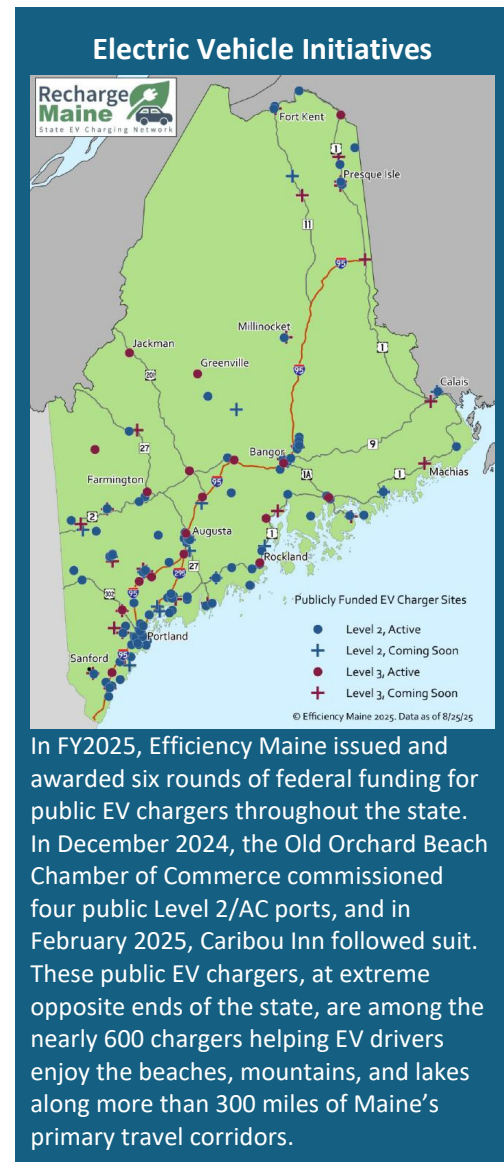 Electric Vehicle Initiatives
Recharge
Maine
State EV Charging Network
Fort Kent
1
Presque Isle
11
95
Millinocket
Jackman
Greenville
201
95
1
Calais
27
Bangor
9
1A
1
Machias
Farmington
95
2
Augusta
1
Rockland
27
202
95
295
Publicly Funded EV Charger Sites
Level 2, Active
Portland
Level 2, Coming Soon
95
Sanford
Level 3, Active
Level 3, Coming Soon
© Efficiency Maine 2025. Data as of 8/25/25
In FY2025, Efficiency Maine issued and
awarded six rounds of federal funding for
public EV chargers throughout the state.
In December 2024, the Old Orchard Beach
Chamber of Commerce commissioned
four public Level 2/AC ports, and in
February 2025, Caribou Inn followed suit.
These public EV chargers, at extreme
opposite ends of the state, are among the
nearly 600 chargers helping EV drivers
enjoy the beaches, mountains, and lakes
along more than 300 miles of Maine's
primary travel corridors.